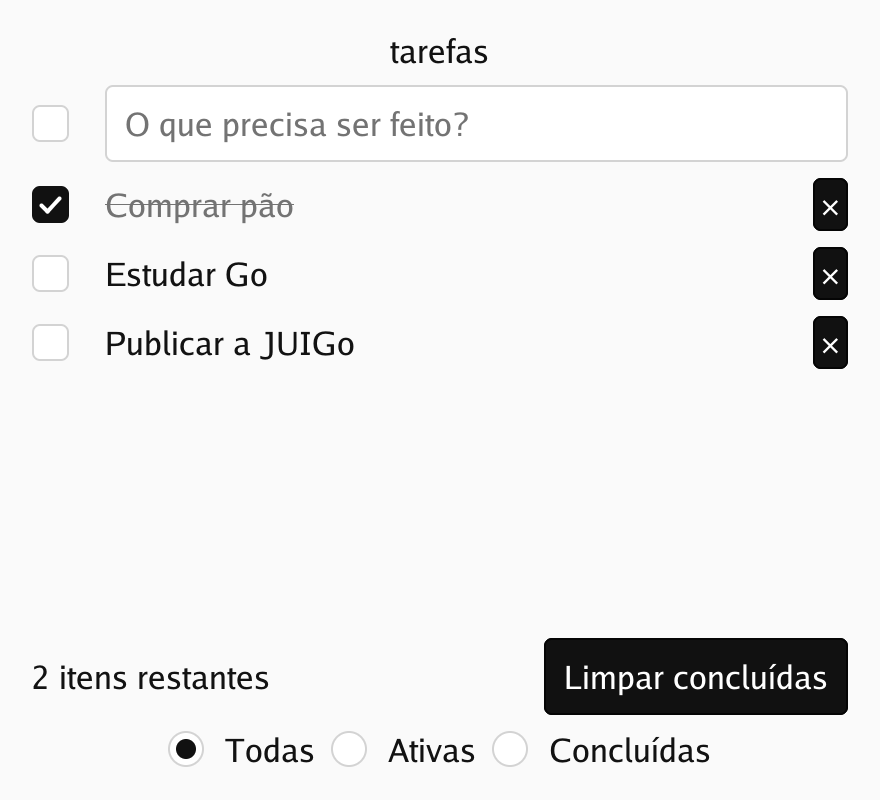 tarefas
O que precisa ser feito?
Comprar pão ×
Estudar Go ×
Publicar a JUIGo ×
2 itens restantes Limpar concluídas
Todas Ativas Concluídas